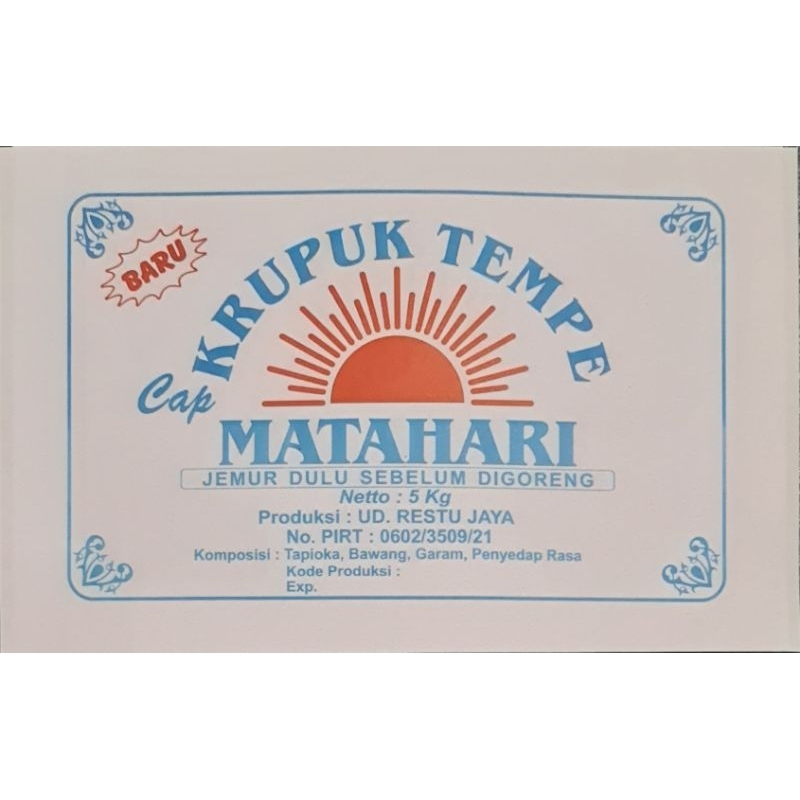 BARU
KRUPUK TEMPE
Cap
MATAHARI
JEMUR DULU SEBELUM DIGORENG
Netto : 5 Kg
Produksi : UD. RESTU JAYA
No. PIRT : 0602/3509/21
Komposisi : Tapioka, Bawang, Garam, Penyedap Rasa
Kode Produksi :
Exp.